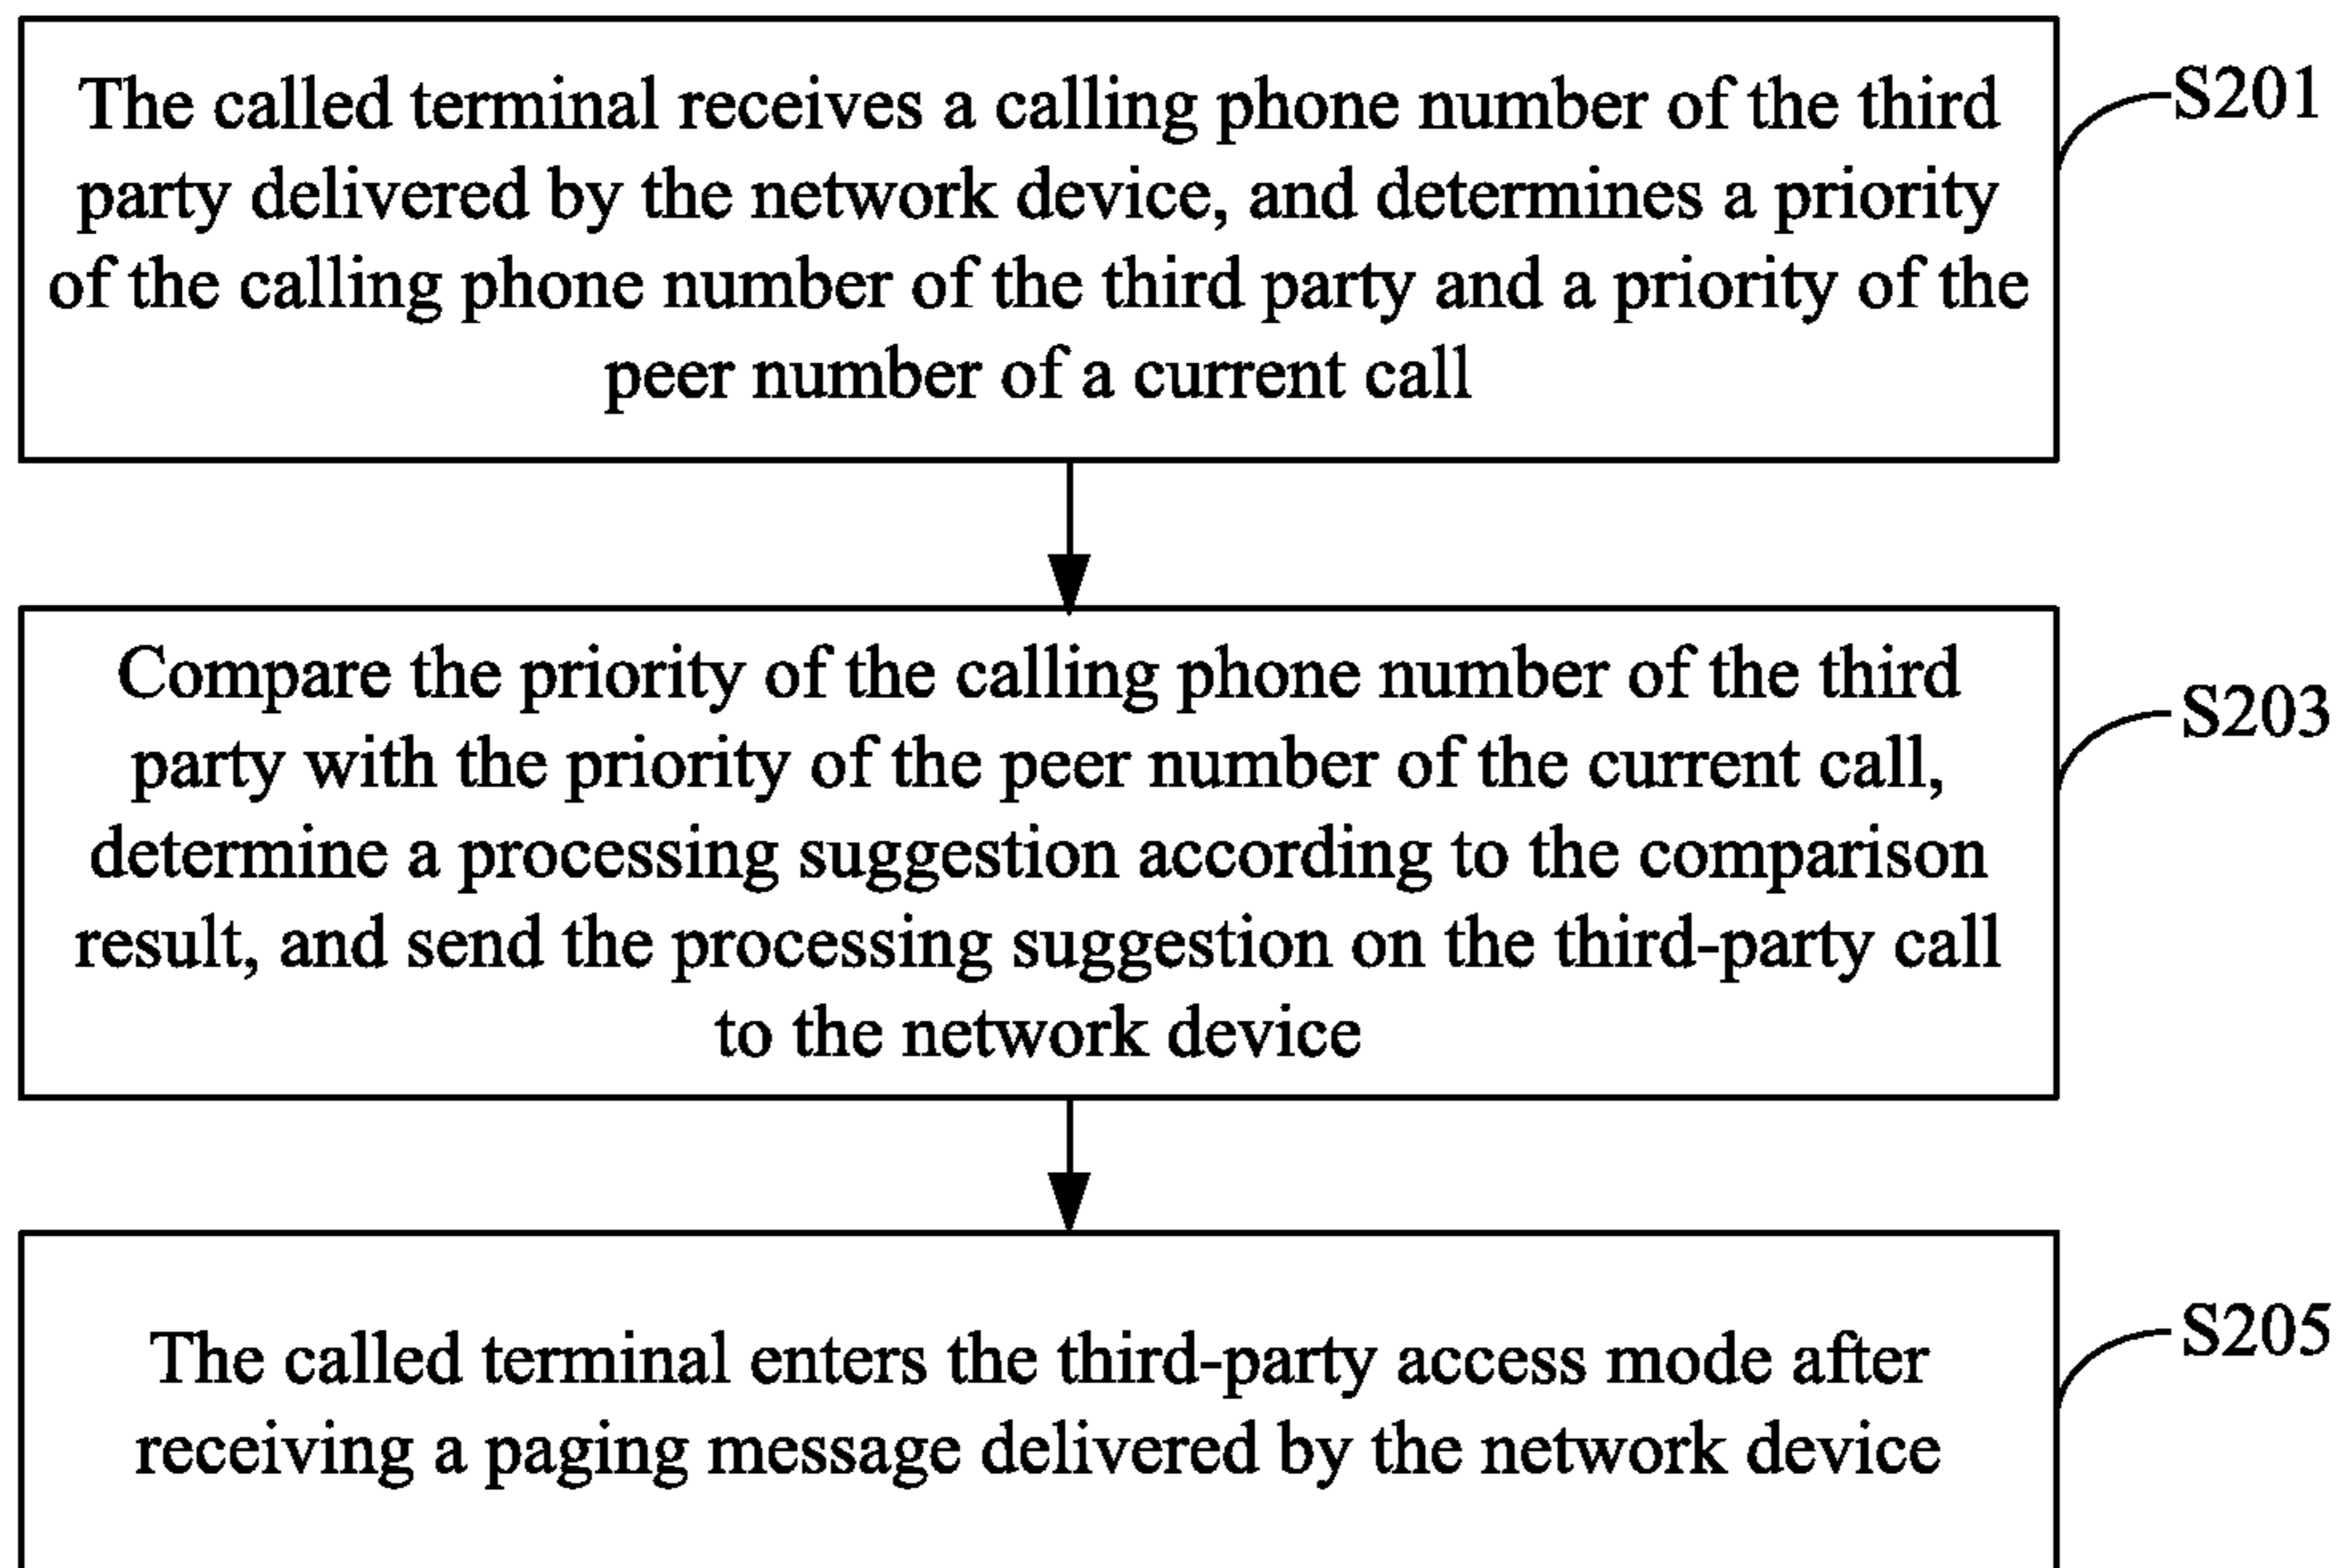 The called terminal receives a calling phone number of the third
party delivered by the network device, and determines a priority
of the calling phone number of the third party and a priority of the
peer number of a current call
S201
Compare the priority of the calling phone number of the third
party with the priority of the peer number of the current call,
determine a processing suggestion according to the comparison
result, and send the processing suggestion on the third-party call
to the network device
S203
The called terminal enters the third-party access mode after
receiving a paging message delivered by the network device
S205